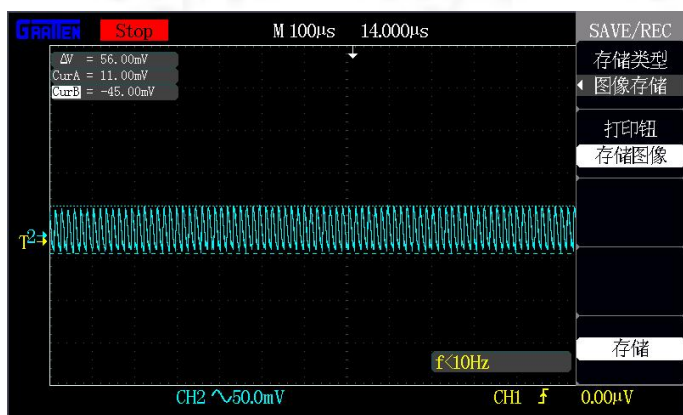 GRATTEN Stop M 100μs 14.000μs SAVE/REC
ΔV = 56.00mV
CurA = 11.00mV
CurB = -45.00mV
存储类型
图像存储
打印钮
存储图像
T 2
f<10Hz
存储
CH2 50.0mV CH1 0.00μV